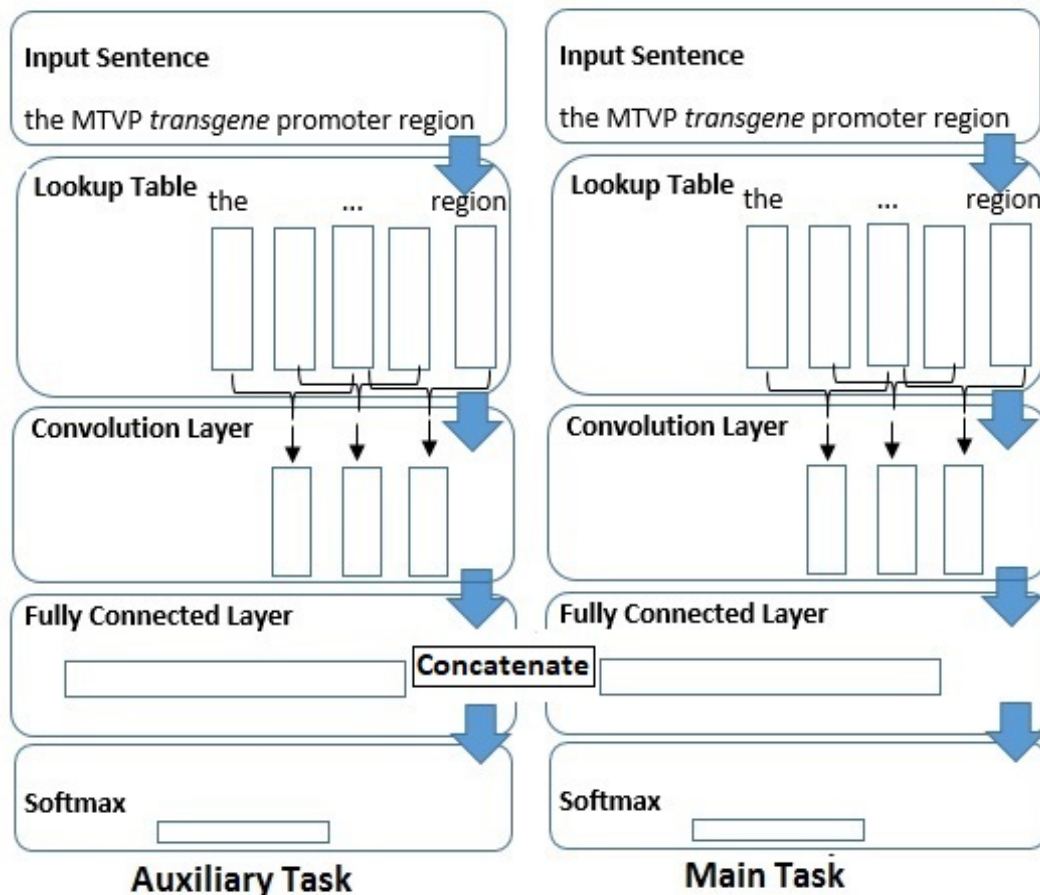 Input Sentence
the MTVP transgene promoter region
Lookup Table
the ... region
Convolution Layer
Fully Connected Layer
Softmax
Auxiliary Task
Concatenate
Input Sentence
the MTVP transgene promoter region
Lookup Table
the ... region
Convolution Layer
Fully Connected Layer
Softmax
Main Task